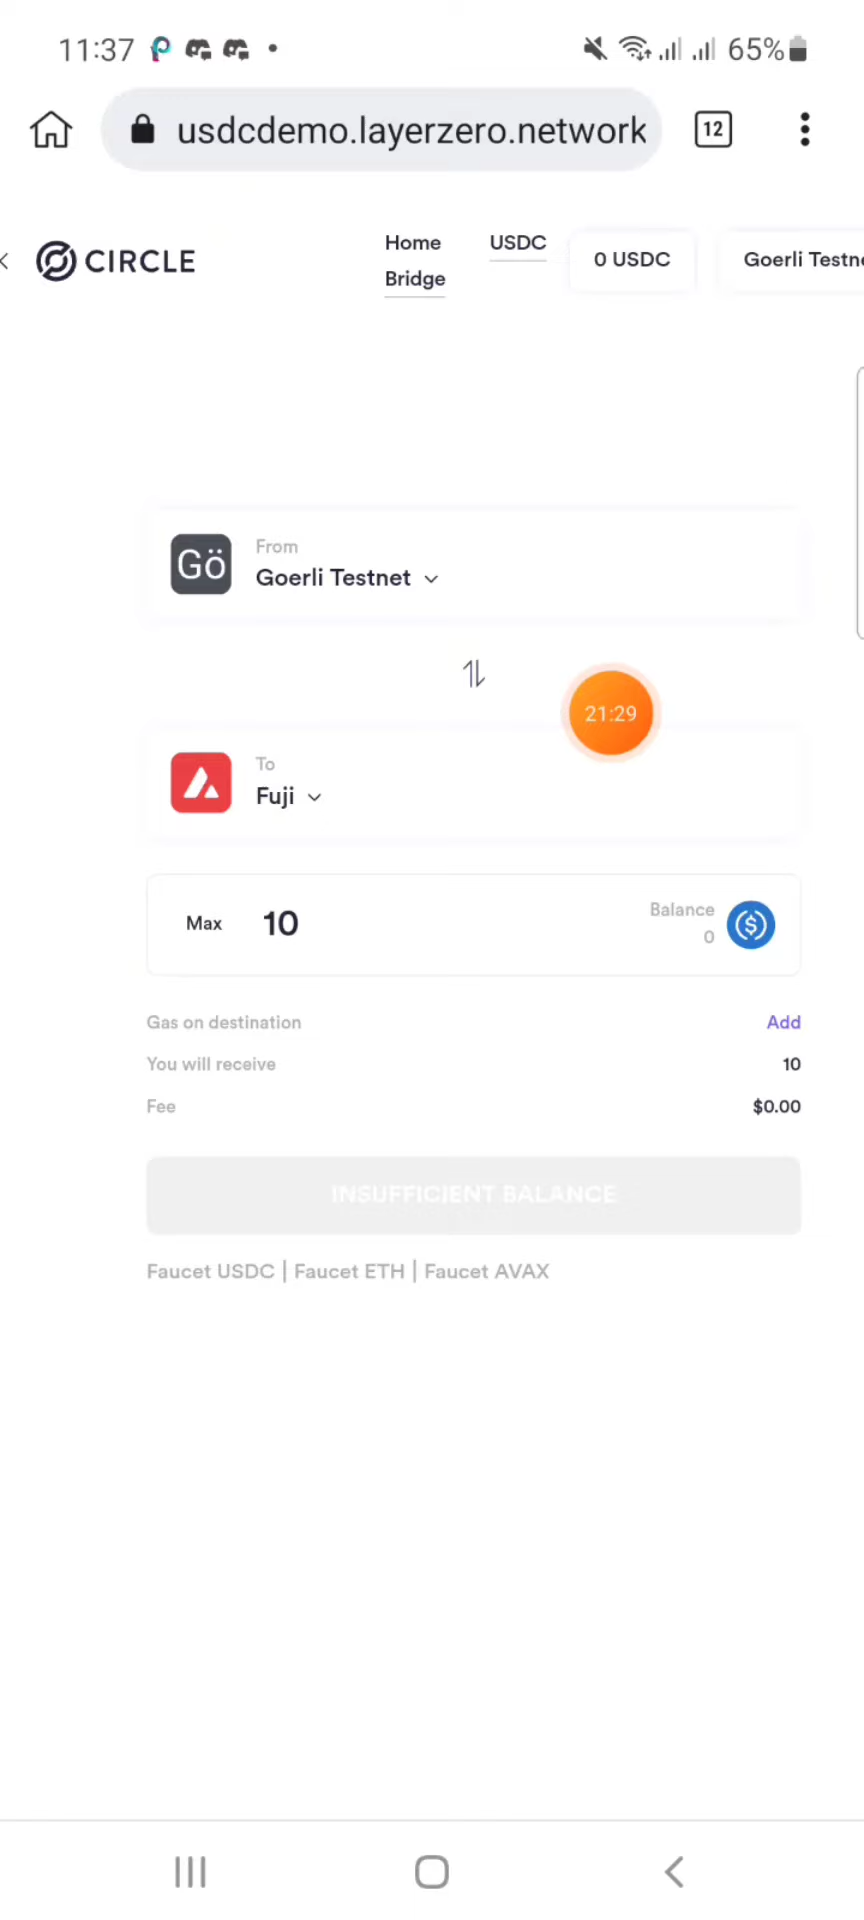 11:37
65%
usdcdemo.layerzero.network
12
CIRCLE
Home
USDC
0 USDC
Goerli Testne
Bridge
Gö
From
Goerli Testnet
21:29
To
Fuji
Max
10
Balance
0
Gas on destination
Add
You will receive
10
Fee
$0.00
INSUFFICIENT BALANCE
Faucet USDC | Faucet ETH | Faucet AVAX